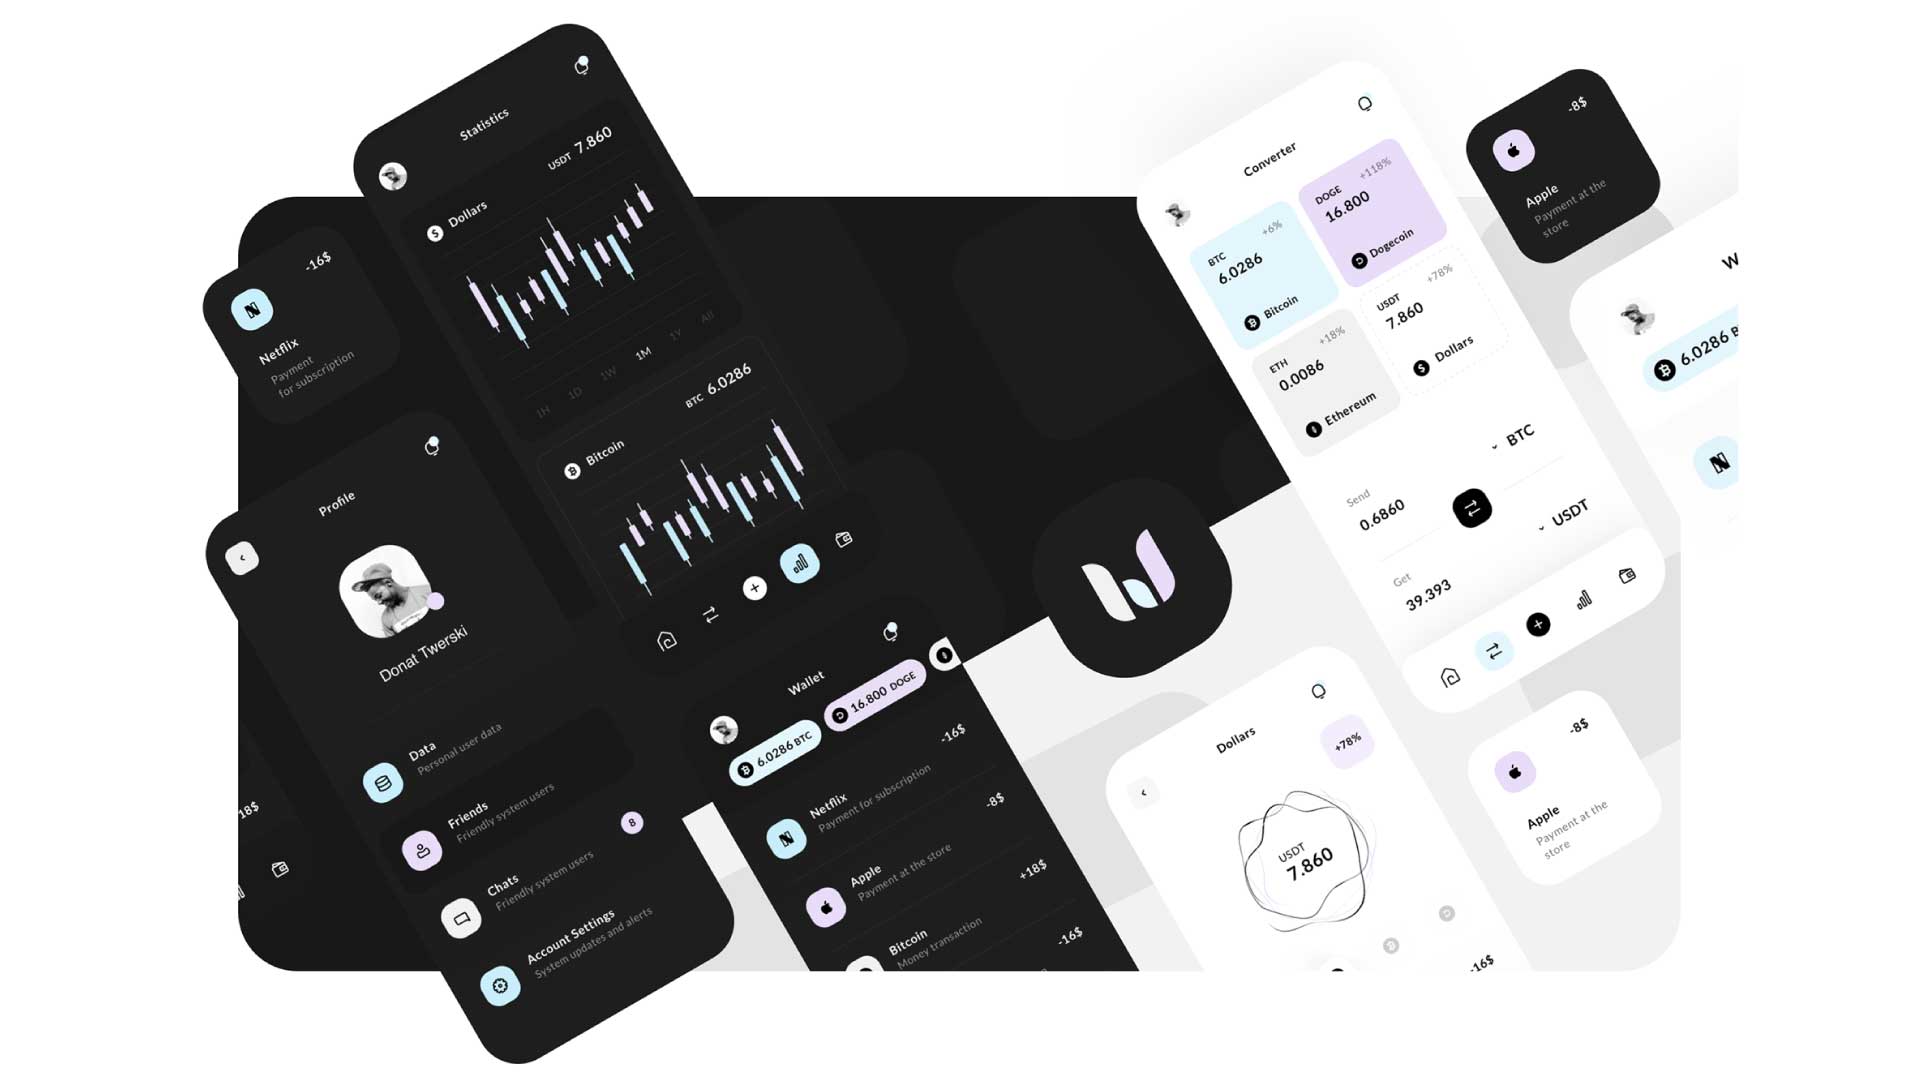 Statistics
USDT 7.860
Dollars
1H 1D 1W 1M 1Y All
BTC 6.0286
Bitcoin
-16$
Netflix
Payment
for subscription
Profile
Donat Twerski
Data
Personal user data
Friends
Friendly system users
8
Chats
Friendly system users
Account Settings
System updates and alerts
18$
Wallet
6.0286 BTC
16.800 DOGE
-16$
Netflix
Payment for subscription
-8$
Apple
Payment at the store
+18$
Bitcoin
Money transaction
-16$
Converter
BTC +6%
6.0286
Bitcoin
DOGE +118%
16.800
Dogecoin
ETH +18%
0.0086
Ethereum
USDT +78%
7.860
Dollars
BTC
Send
0.6860
USDT
Get
39.393
-8$
Apple
Payment at the
store
W
6.0286 B
Dollars
+78%
USDT
7.860
-16$
-8$
Apple
Payment at the
store